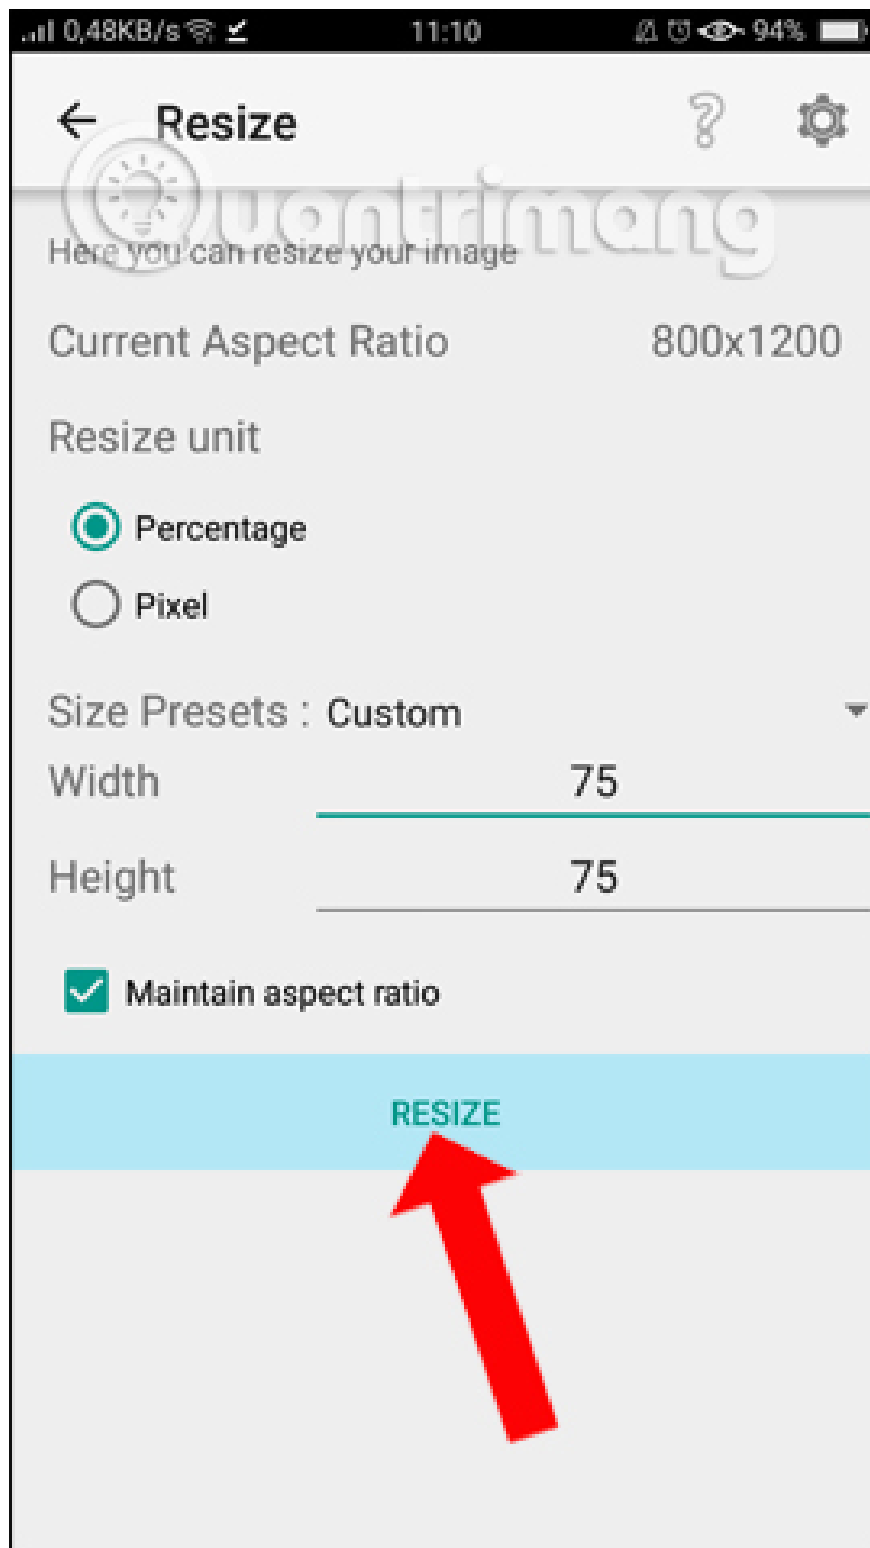 0,48KB/s 11:10 94%
Resize
Quantrimang
Here you can resize your image
Current Aspect Ratio 800x1200
Resize unit
Percentage
Pixel
Size Presets : Custom
Width 75
Height 75
Maintain aspect ratio
RESIZE